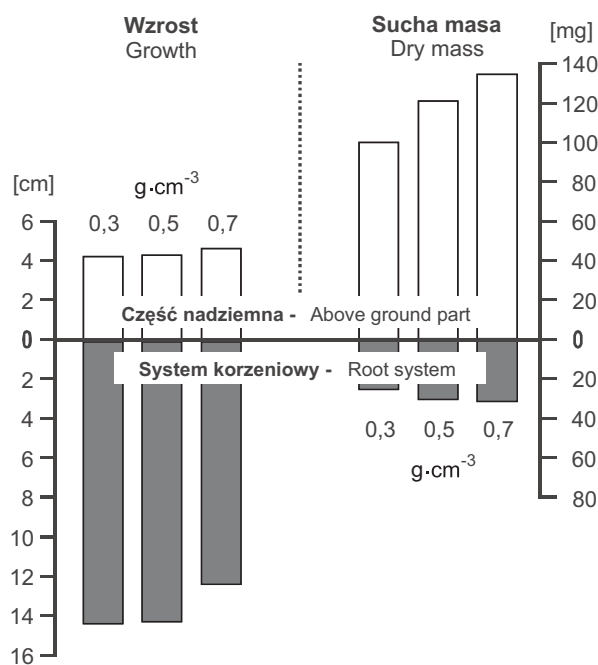 Wzrost
Growth
Sucha masa
Dry mass
[mg]
140
120
100
80
60
40
20
0
20
40
60
80
[cm]
g·cm-3
0,3 0,5 0,7
6
4
2
0
2
4
6
8
10
12
14
16
Część nadziemna - Above ground part
System korzeniowy - Root system
0,3 0,5 0,7
g·cm-3